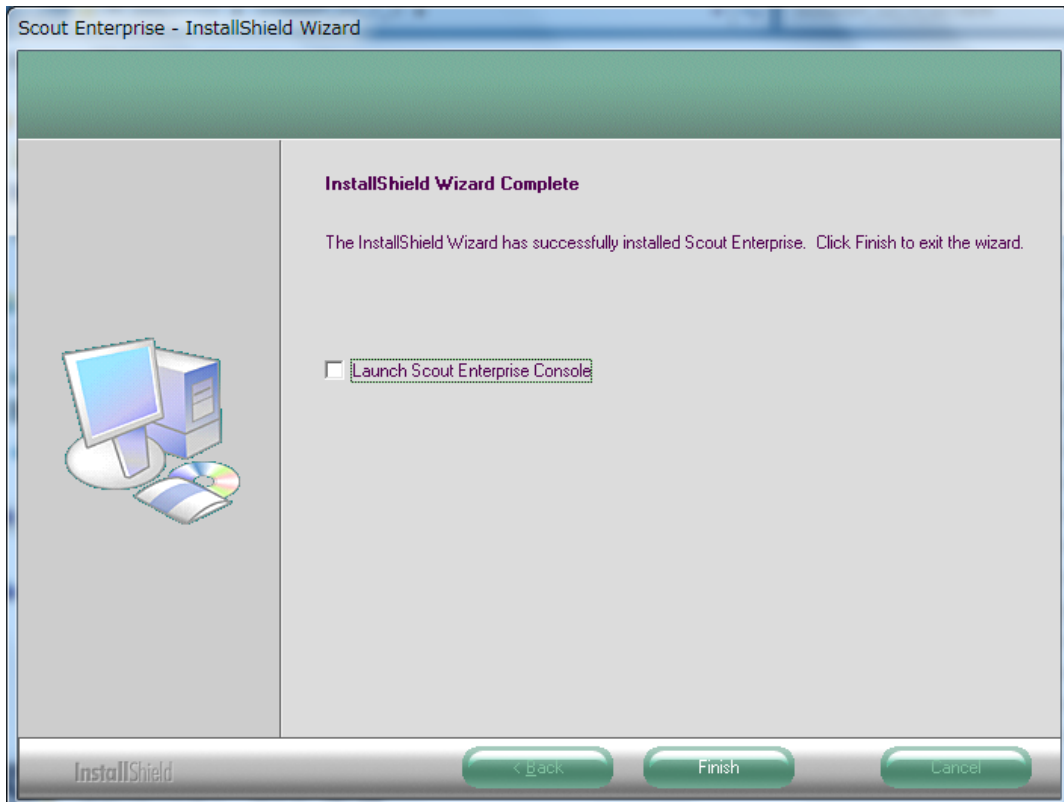 Scout Enterprise - InstallShield Wizard
InstallShield Wizard Complete
The InstallShield Wizard has successfully installed Scout Enterprise.  Click Finish to exit the wizard.
Launch Scout Enterprise Console
InstallShield
< Back
Finish
Cancel